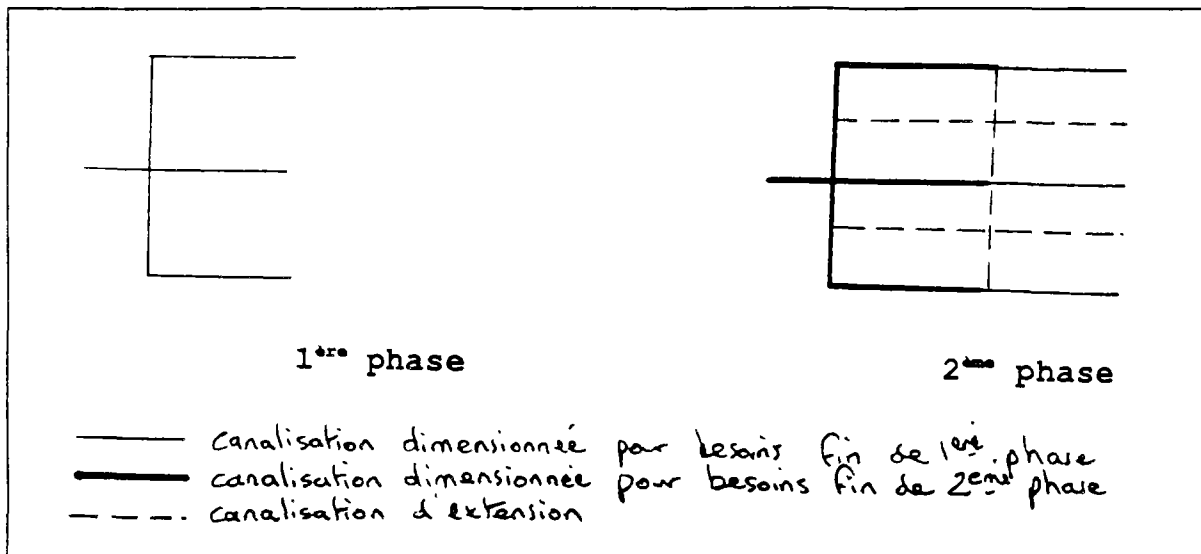 1ère phase
2ème phase
canalisation dimensionnée pour besoins fin de 1ère phase
canalisation dimensionnée pour besoins fin de 2ème phase
canalisation d'extension